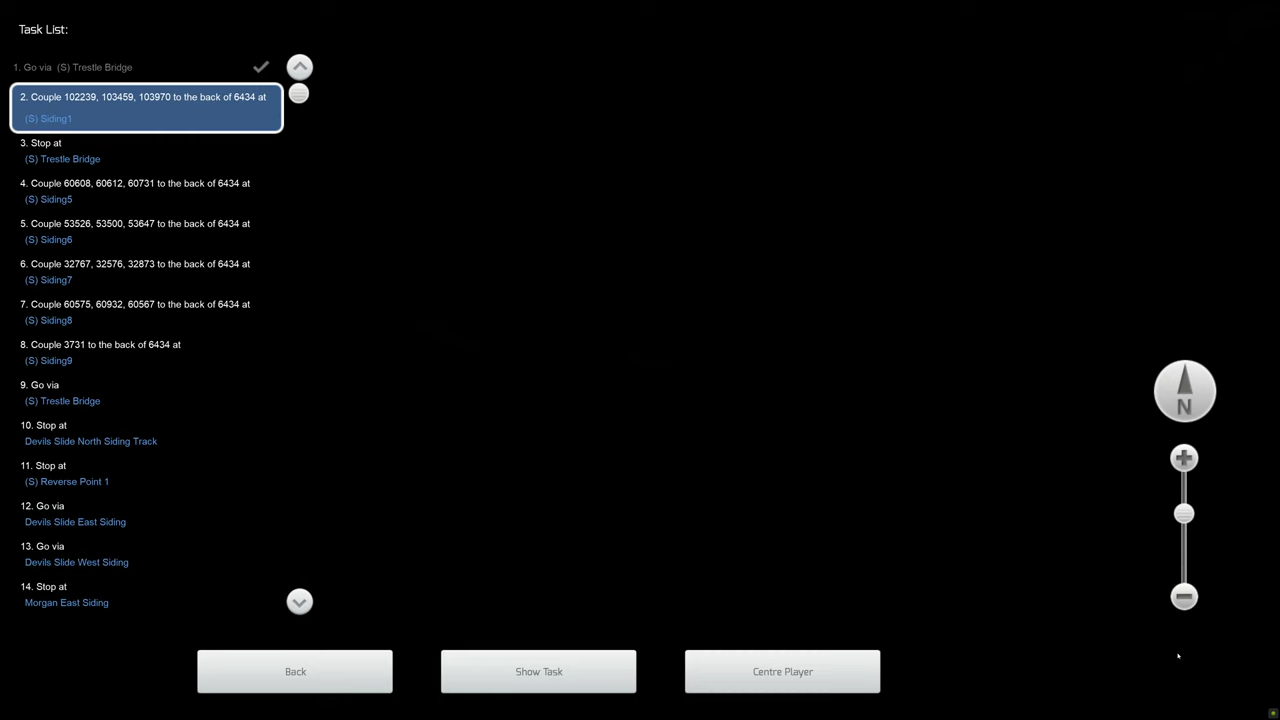 Task List:
1. Go via (S) Trestle Bridge
2. Couple 102239, 103459, 103970 to the back of 6434 at
(S) Siding1
3. Stop at
(S) Trestle Bridge
4. Couple 60608, 60612, 60731 to the back of 6434 at
(S) Siding5
5. Couple 53526, 53500, 53647 to the back of 6434 at
(S) Siding6
6. Couple 32767, 32576, 32873 to the back of 6434 at
(S) Siding7
7. Couple 60575, 60932, 60567 to the back of 6434 at
(S) Siding8
8. Couple 3731 to the back of 6434 at
(S) Siding9
9. Go via
(S) Trestle Bridge
10. Stop at
Devils Slide North Siding Track
11. Stop at
(S) Reverse Point 1
12. Go via
Devils Slide East Siding
13. Go via
Devils Slide West Siding
14. Stop at
Morgan East Siding
N
Back
Show Task
Centre Player